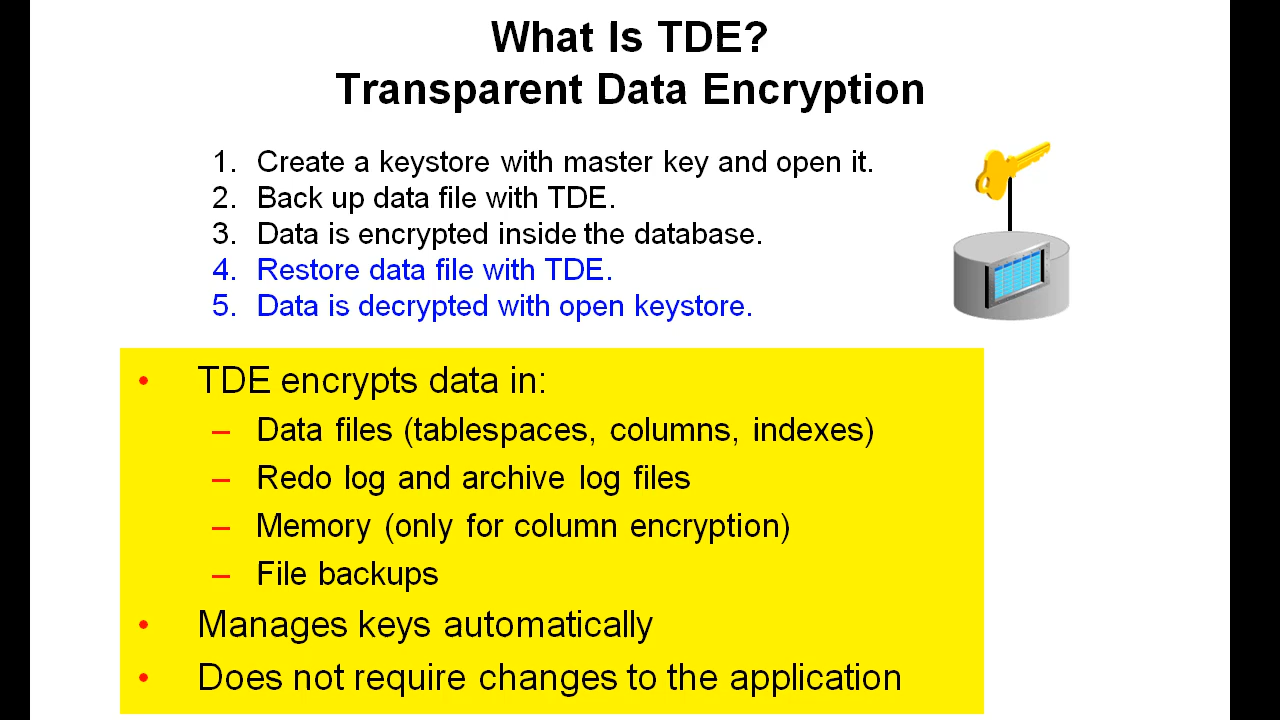 What Is TDE?
Transparent Data Encryption
1. Create a keystore with master key and open it.
2. Back up data file with TDE.
3. Data is encrypted inside the database.
4. Restore data file with TDE.
5. Data is decrypted with open keystore.
• TDE encrypts data in:
– Data files (tablespaces, columns, indexes)
– Redo log and archive log files
– Memory (only for column encryption)
– File backups
• Manages keys automatically
• Does not require changes to the application